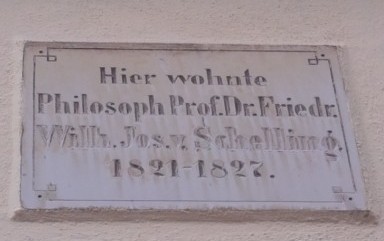 Hier wohnte
Philosoph Prof. Dr. Friedr.
Wilh. Jos. v. Schelling.
1821-1827.